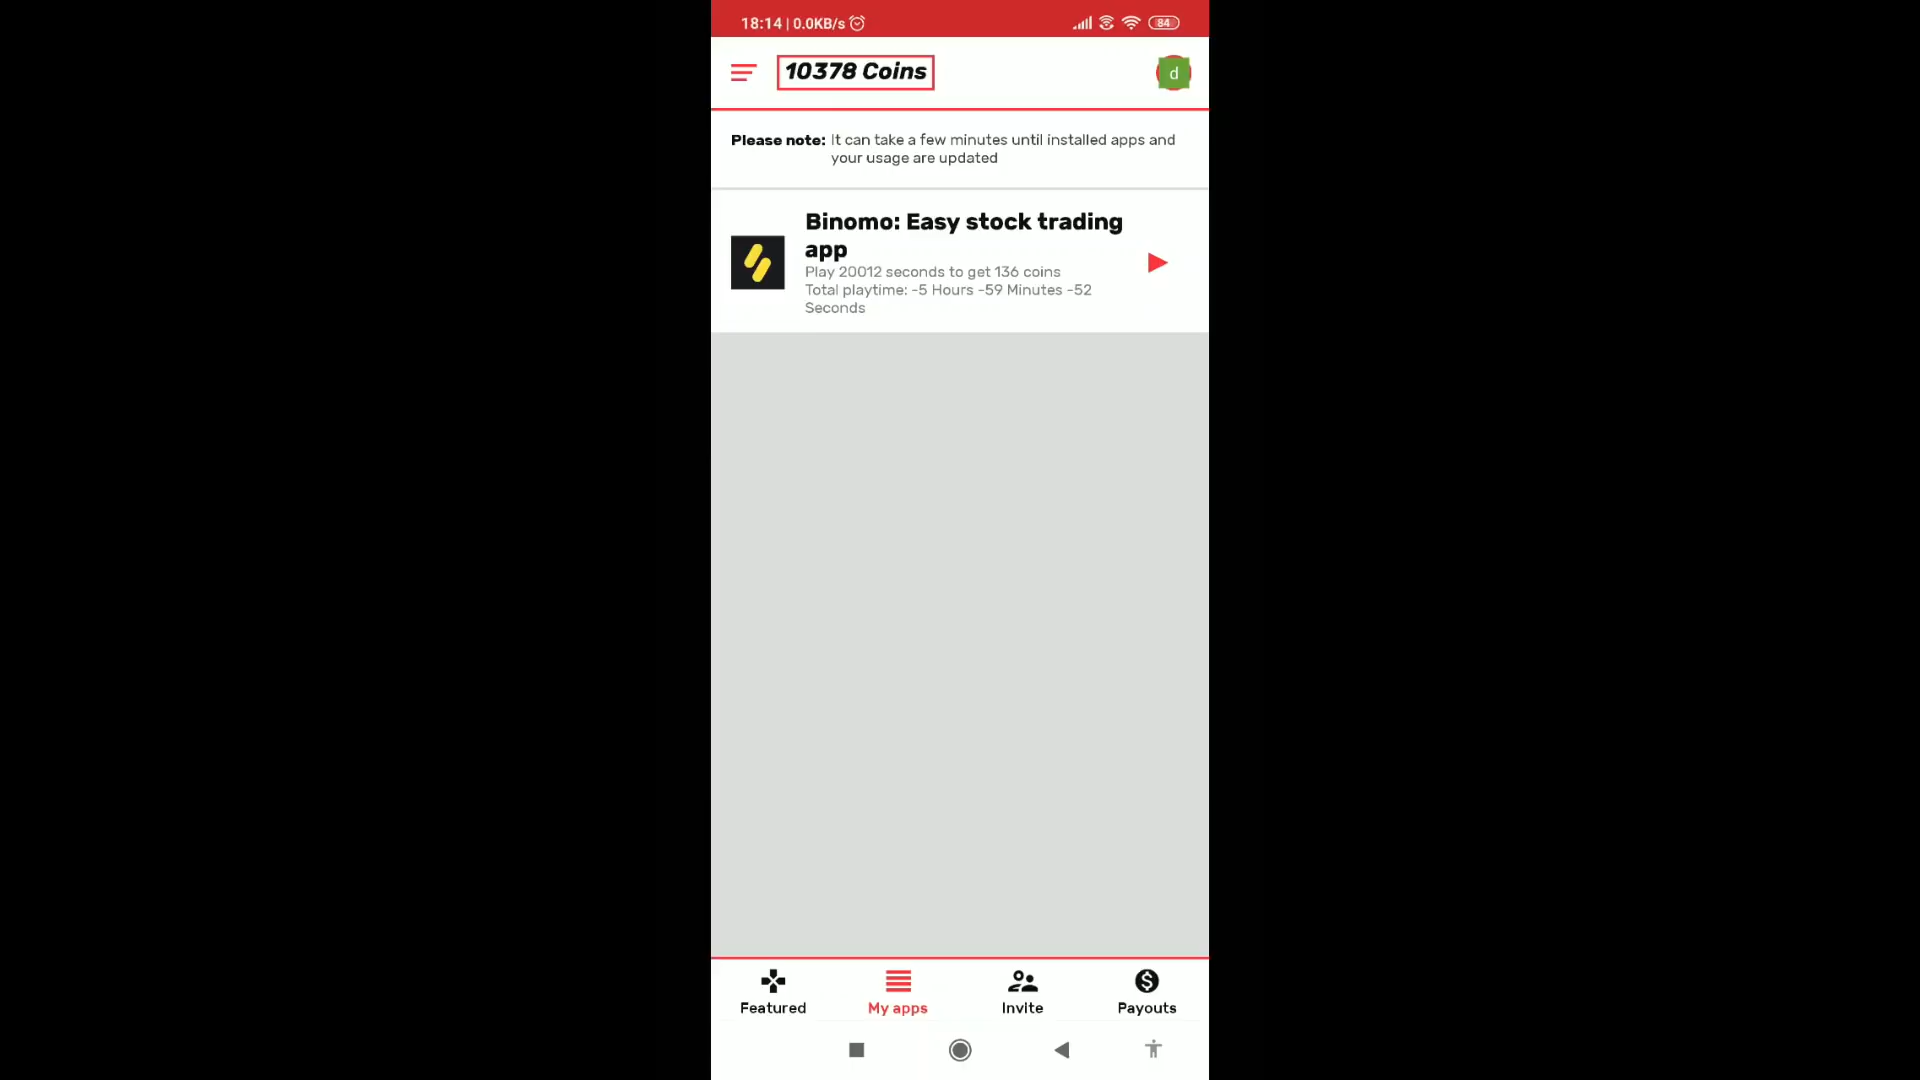 18:14 | 0.0KB/s
84
10378 Coins
d
Please note: It can take a few minutes until installed apps and
your usage are updated
Binomo: Easy stock trading
app
Play 20012 seconds to get 136 coins
Total playtime: -5 Hours -59 Minutes -52
Seconds
Featured
My apps
Invite
Payouts